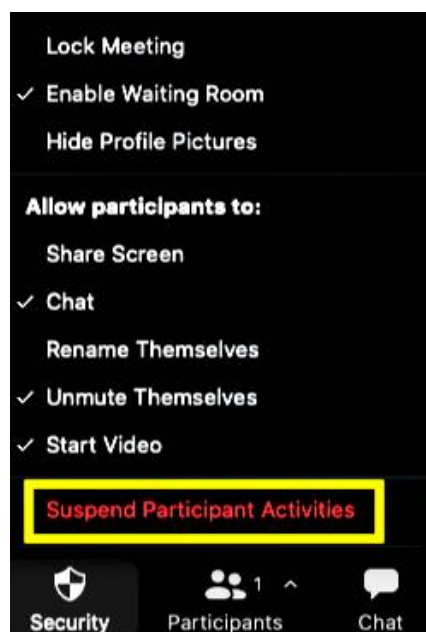 Lock Meeting
✓ Enable Waiting Room
Hide Profile Pictures
Allow participants to:
Share Screen
✓ Chat
Rename Themselves
✓ Unmute Themselves
✓ Start Video
Suspend Participant Activities
1
Security Participants Chat